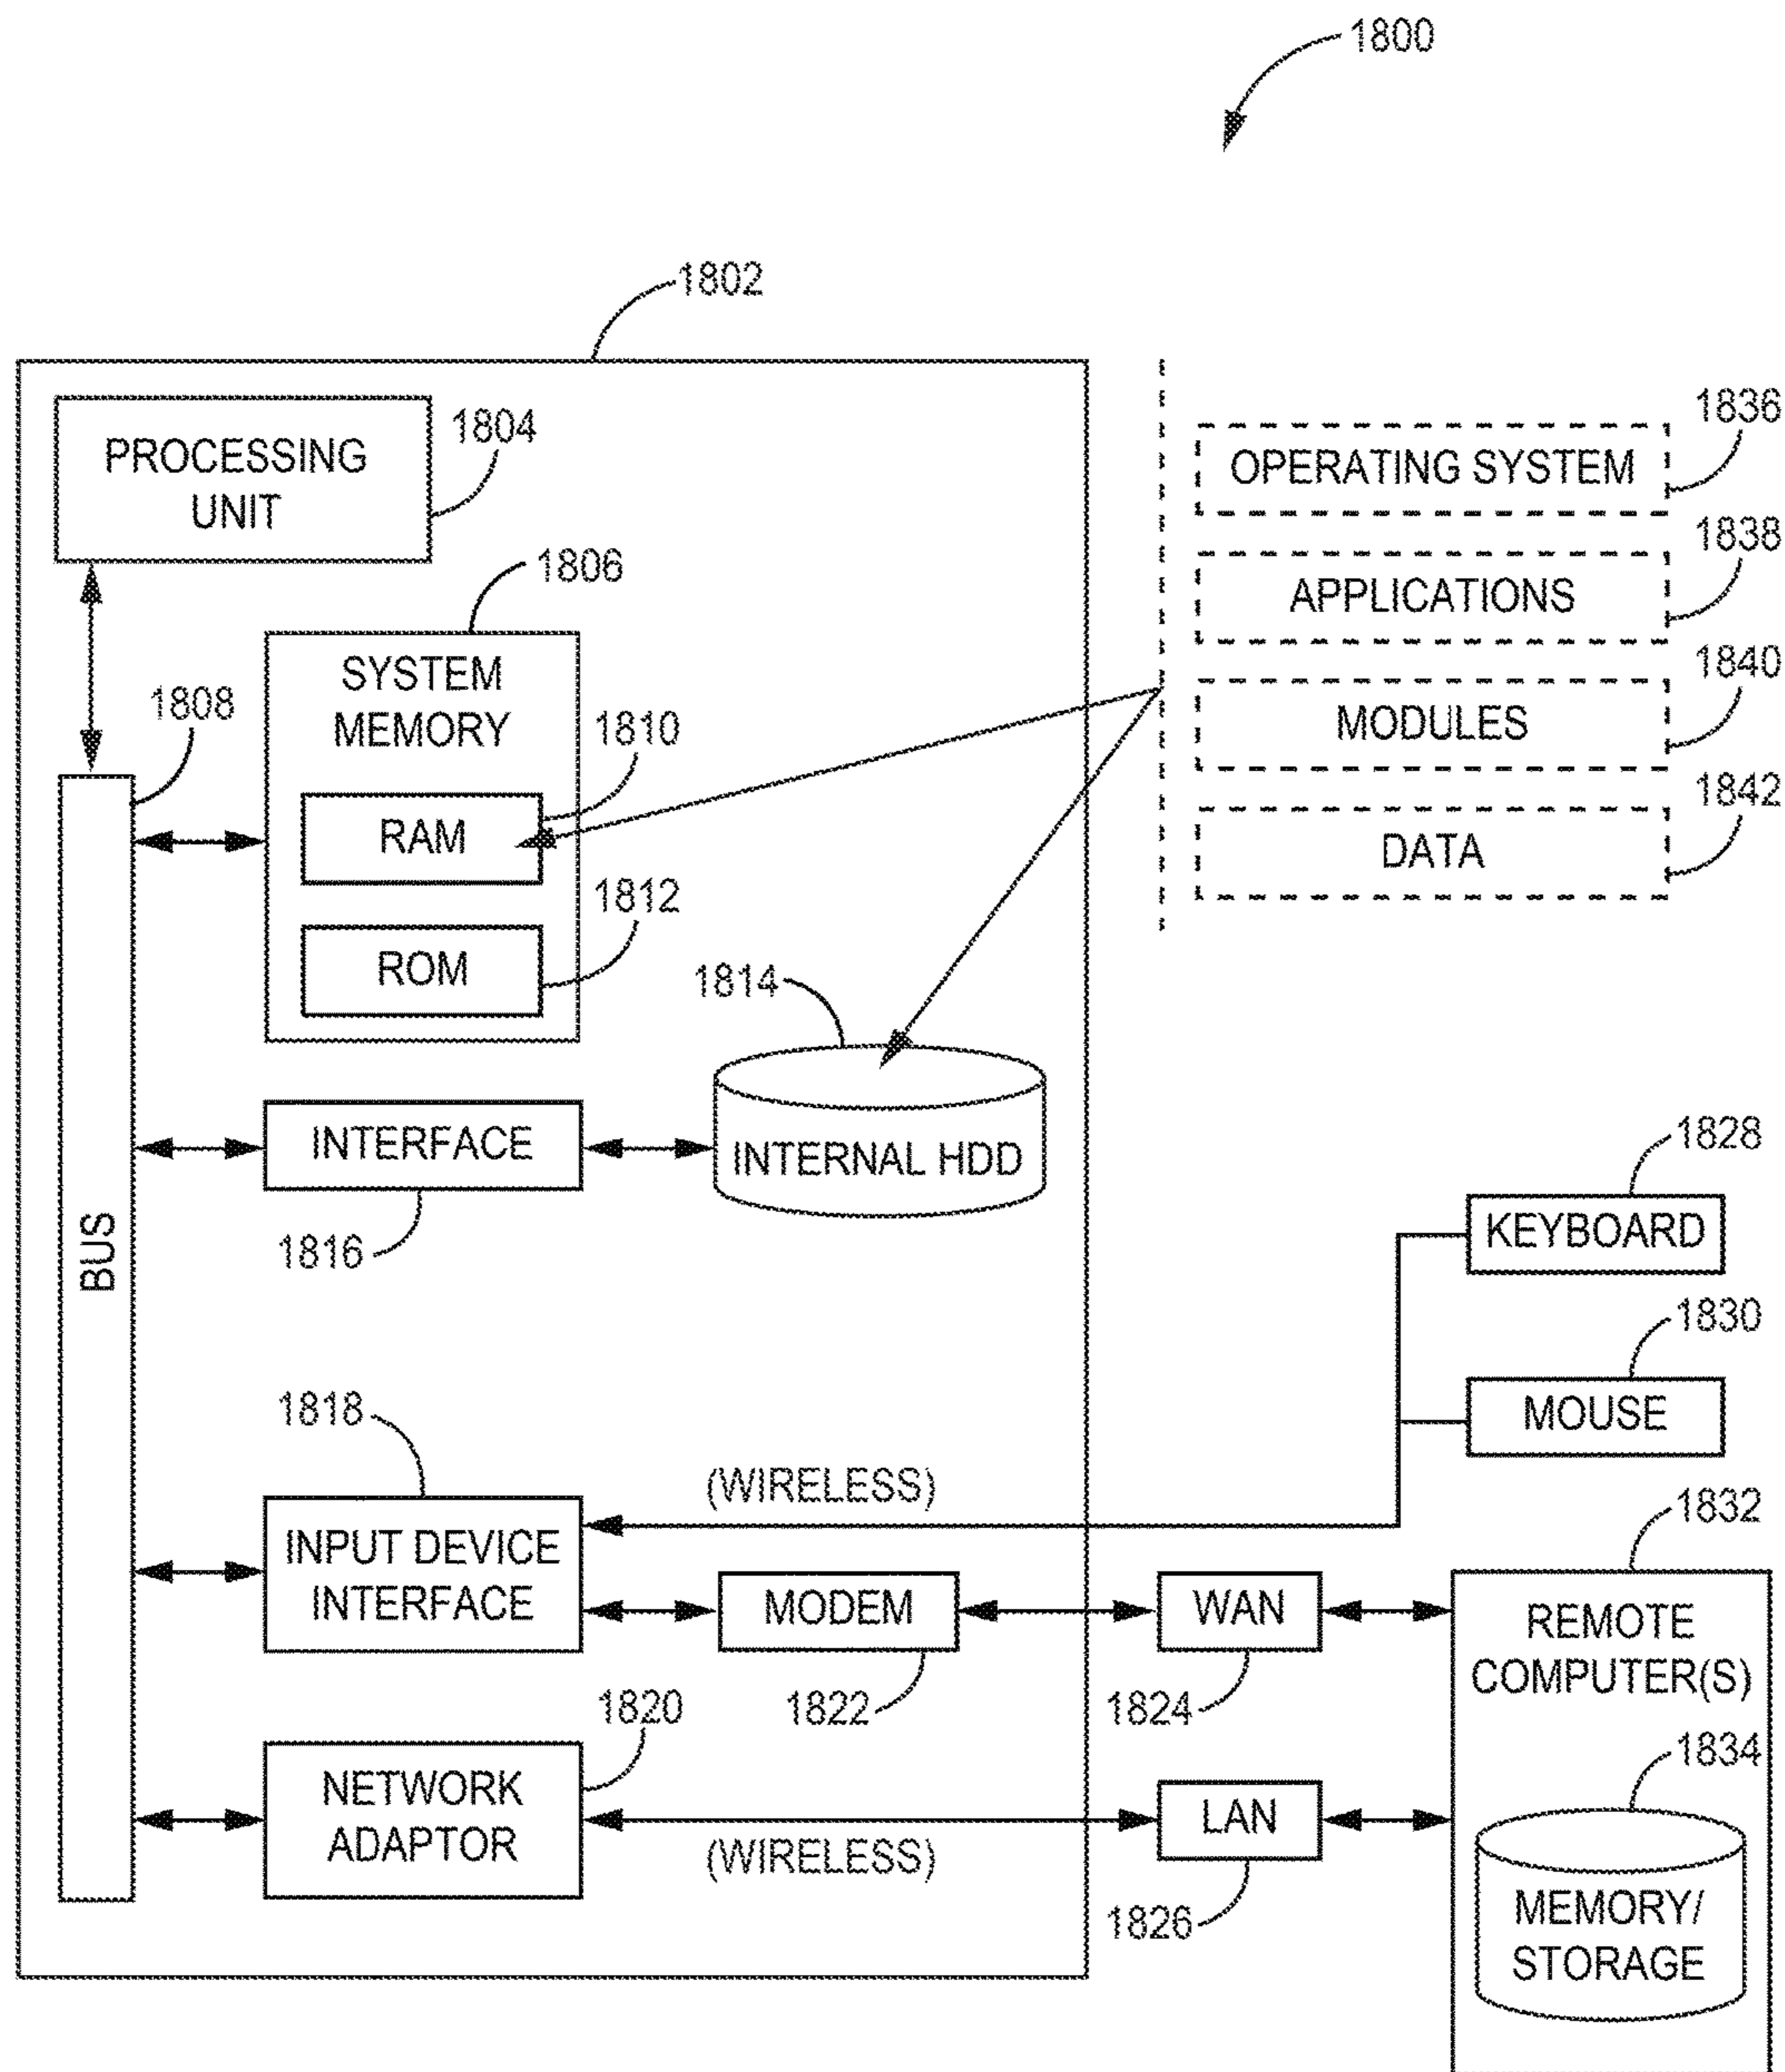 1800
1802
PROCESSING
UNIT
1804
1836
OPERATING SYSTEM
1838
APPLICATIONS
1806
SYSTEM
MEMORY
1840
MODULES
1808
1810
RAM
1842
DATA
1812
ROM
1814
INTERFACE
INTERNAL HDD
1816
BUS
1828
KEYBOARD
1830
MOUSE
1818
(WIRELESS)
INPUT DEVICE
INTERFACE
MODEM
1822
WAN
1824
1832
REMOTE
COMPUTER(S)
1820
NETWORK
ADAPTOR
(WIRELESS)
LAN
1826
1834
MEMORY/
STORAGE